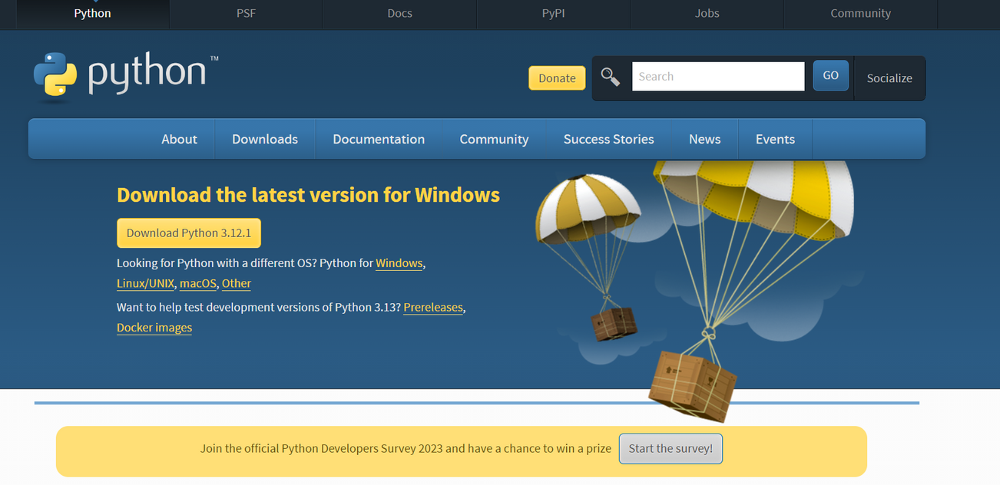 Python PSF Docs PyPI Jobs Community
python™
Donate Search GO Socialize
About Downloads Documentation Community Success Stories News Events
Download the latest version for Windows
Download Python 3.12.1
Looking for Python with a different OS? Python for Windows,
Linux/UNIX, macOS, Other
Want to help test development versions of Python 3.13? Prereleases,
Docker images
Join the official Python Developers Survey 2023 and have a chance to win a prize Start the survey!